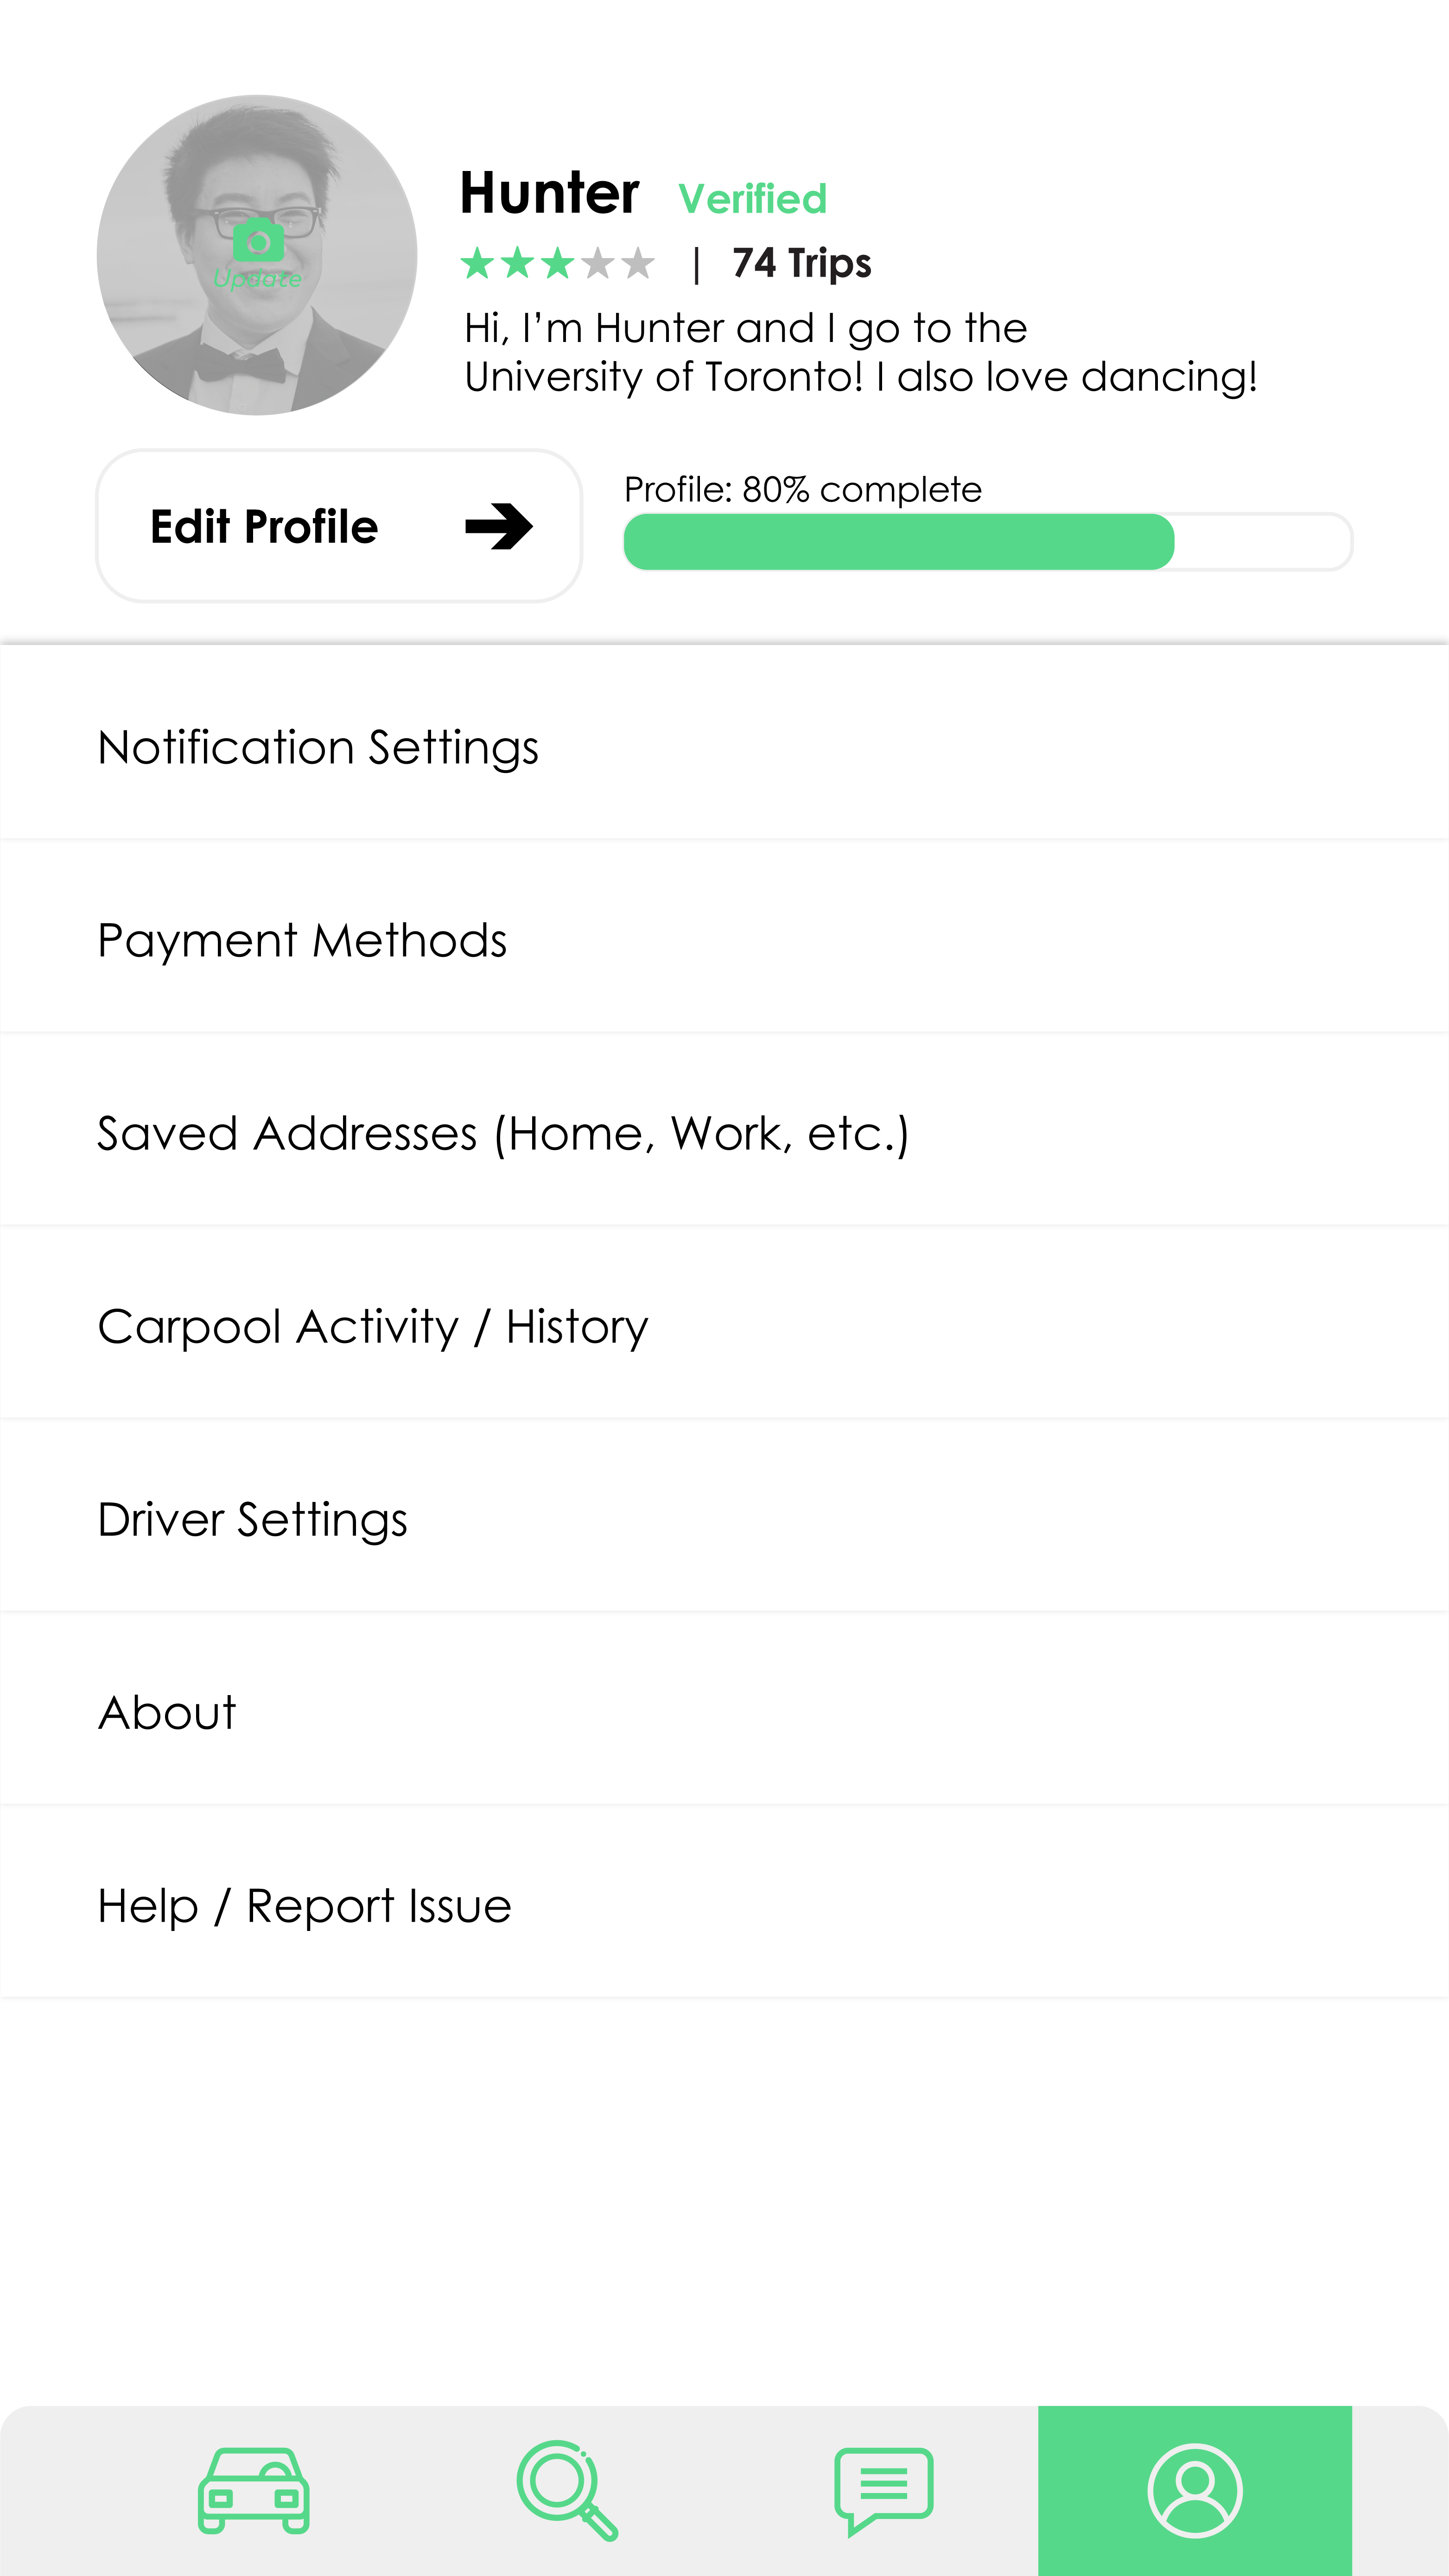 Hunter Verified
Update
| 74 Trips
Hi, I’m Hunter and I go to the
University of Toronto! I also love dancing!
Edit Profile
Profile: 80% complete
Notification Settings
Payment Methods
Saved Addresses (Home, Work, etc.)
Carpool Activity / History
Driver Settings
About
Help / Report Issue